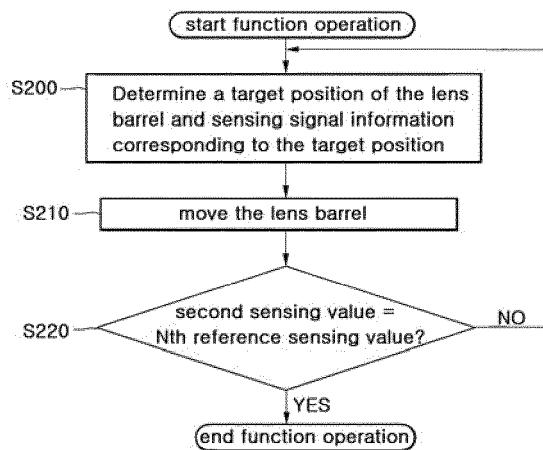 start function operation
S200
Determine a target position of the lens
barrel and sensing signal information
corresponding to the target position
S210
move the lens barrel
S220
second sensing value =
Nth reference sensing value?
NO
YES
end function operation